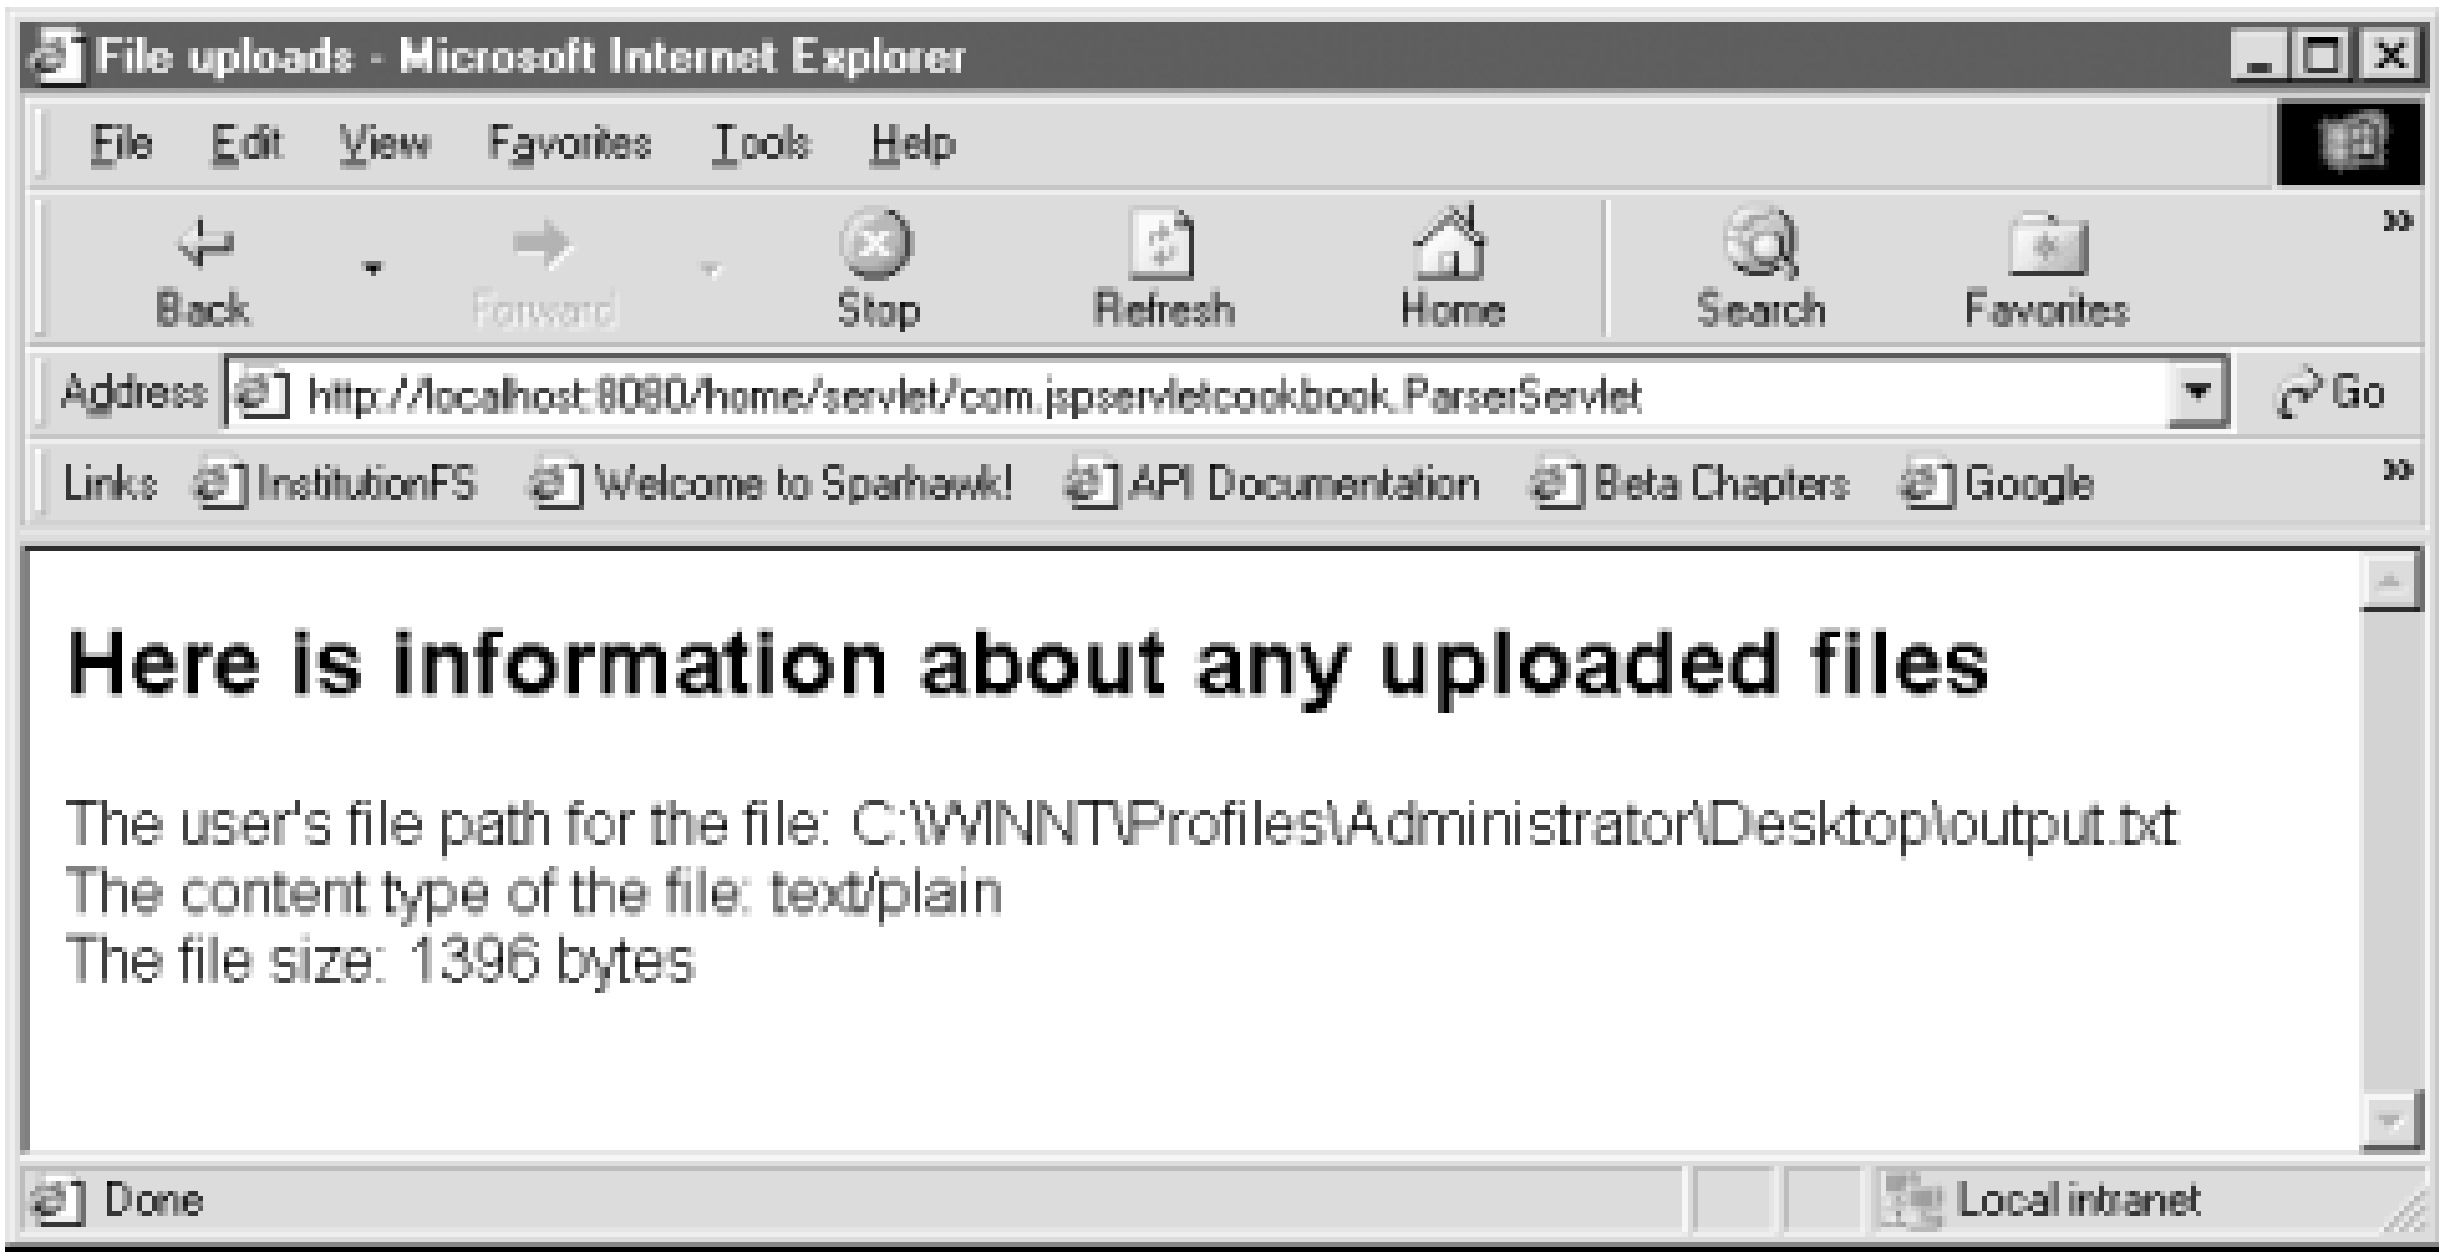 File uploads - Microsoft Internet Explorer
File Edit View Favorites Tools Help
»
Back Forward Stop Refresh Home Search Favorites
Address http://localhost:8080/home/servlet/com.jspservletcookbook.ParserServlet Go
Links InstitutionFS Welcome to Sparhawk! API Documentation Beta Chapters Google »
Here is information about any uploaded files
The user's file path for the file: C:\WINNT\Profiles\Administrator\Desktop\output.txt
The content type of the file: text/plain
The file size: 1396 bytes
Done Local intranet